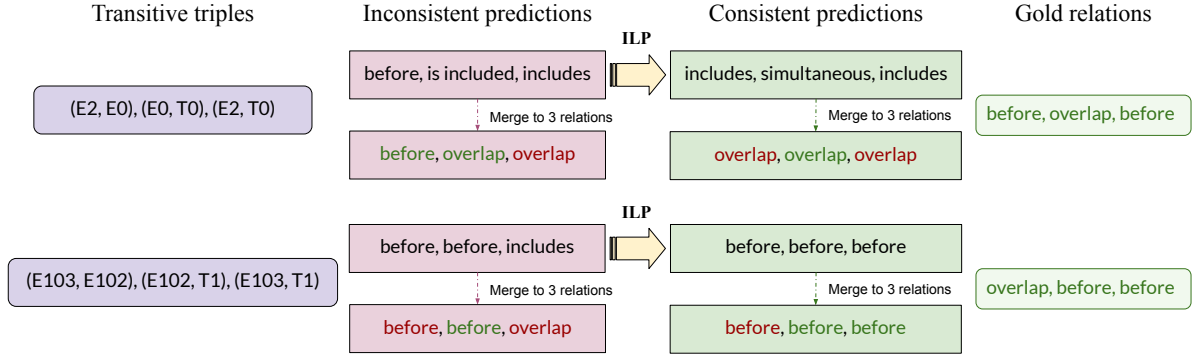 Transitive triples
Inconsistent predictions
Consistent predictions
Gold relations
ILP
before, is included, includes
includes, simultaneous, includes
(E2, E0), (E0, T0), (E2, T0)
Merge to 3 relations
Merge to 3 relations
before, overlap, before
before, overlap, overlap
overlap, overlap, overlap
ILP
before, before, includes
before, before, before
(E103, E102), (E102, T1), (E103, T1)
Merge to 3 relations
Merge to 3 relations
overlap, before, before
before, before, overlap
before, before, before